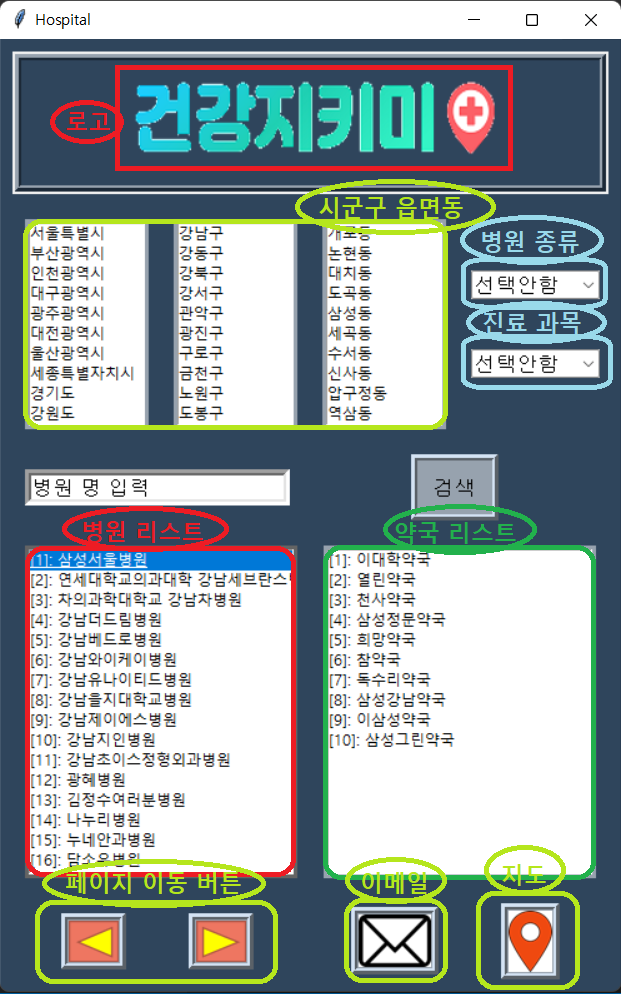 Hospital
로고
건강지키미
시군구 읍면동
서울특별시
부산광역시
인천광역시
대구광역시
광주광역시
대전광역시
울산광역시
세종특별자치시
경기도
강원도
강남구
강동구
강북구
강서구
관악구
광진구
구로구
금천구
노원구
도봉구
개포동
논현동
대치동
도곡동
삼성동
세곡동
수서동
신사동
압구정동
역삼동
병원 종류
선택안함
진료 과목
선택안함
병원 명 입력
검색
병원 리스트
[1]: 삼성서울병원
[2]: 연세대학교의과대학 강남세브란스
[3]: 차의과학대학교 강남차병원
[4]: 강남더드림병원
[5]: 강남베드로병원
[6]: 강남와이케이병원
[7]: 강남유나이티드병원
[8]: 강남을지대학교병원
[9]: 강남제이에스병원
[10]: 강남지인병원
[11]: 강남초이스정형외과병원
[12]: 광혜병원
[13]: 김정수여러분병원
[14]: 나누리병원
[15]: 누네안과병원
[16]: 담소유병원
약국 리스트
[1]: 이대학약국
[2]: 열린약국
[3]: 천사약국
[4]: 삼성정문약국
[5]: 희망약국
[6]: 참약국
[7]: 독수리약국
[8]: 삼성강남약국
[9]: 이삼성약국
[10]: 삼성그린약국
페이지 이동 버튼
이메일
지도